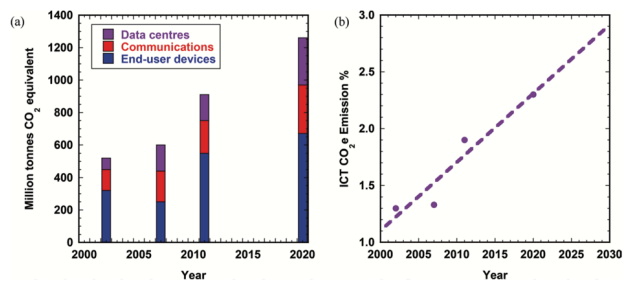 (a)
Million tonnes CO2 equivalent
1400
1200
1000
800
600
400
200
0
Data centres
Communications
End-user devices
2000 2005 2010 2015 2020
Year
(b)
ICT CO2e Emission %
3.0
2.5
2.0
1.5
1.0
2000 2005 2010 2015 2020 2025 2030
Year